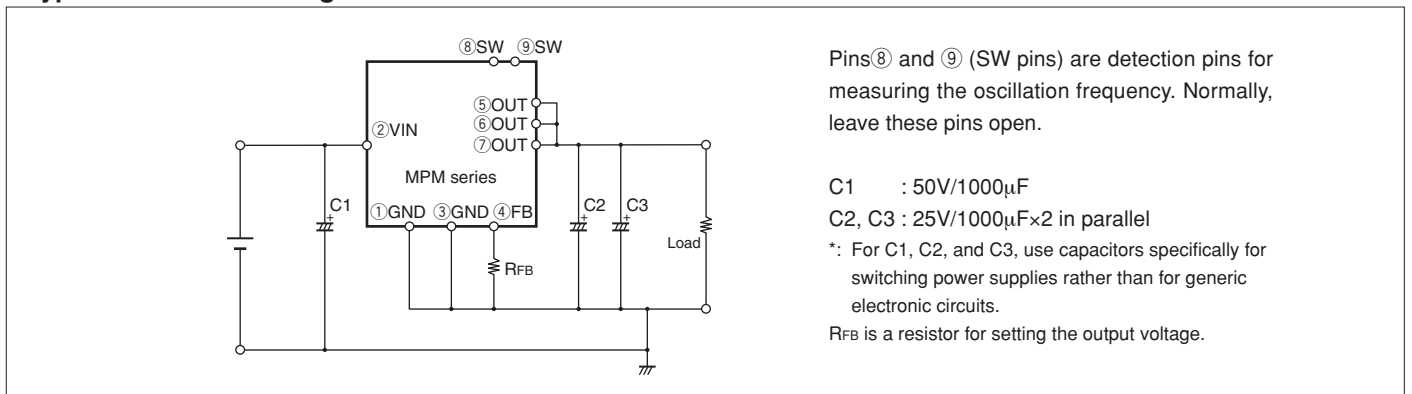 ⑧SW ⑨SW
⑤OUT
⑥OUT
②VIN
⑦OUT
MPM series
C1
①GND ③GND ④FB
C2
C3
Load
RFB
Pins⑧ and ⑨ (SW pins) are detection pins for
measuring the oscillation frequency. Normally,
leave these pins open.
C1 : 50V/1000μF
C2, C3 : 25V/1000μF×2 in parallel
*: For C1, C2, and C3, use capacitors specifically for
switching power supplies rather than for generic
electronic circuits.
RFB is a resistor for setting the output voltage.